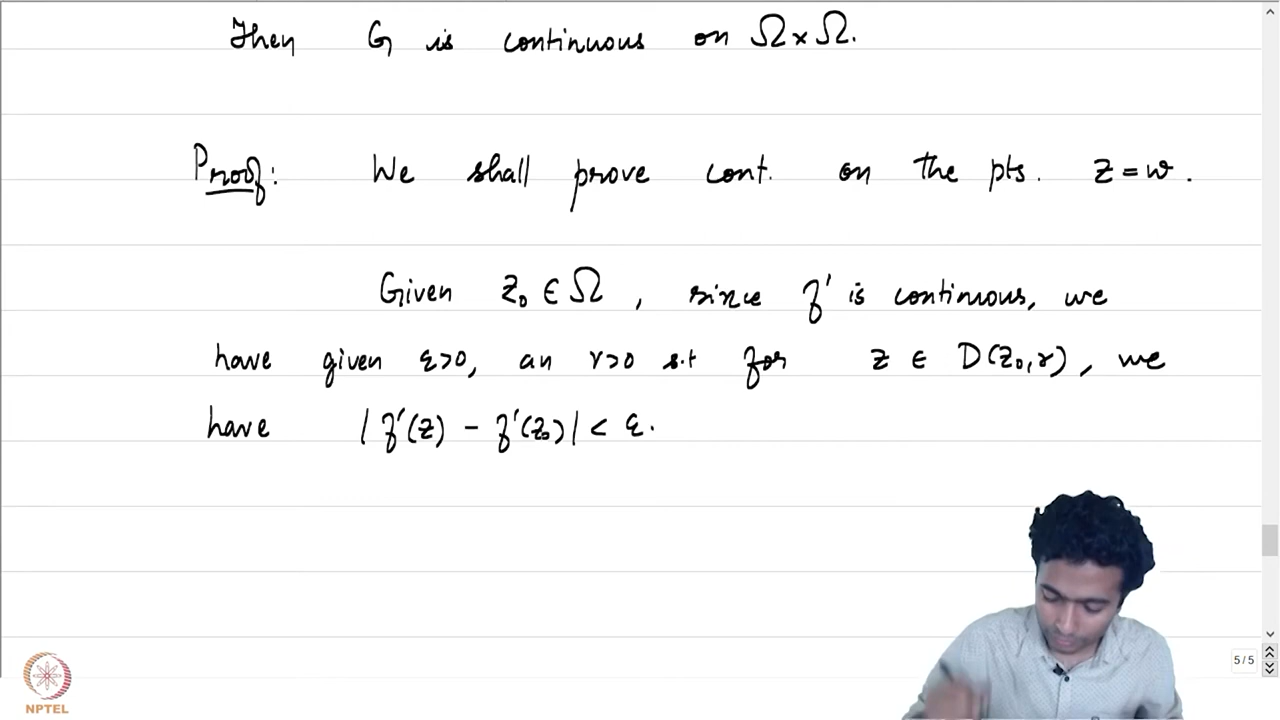 Then G is continuous on Ω×Ω.
Proof: We shall prove cont. on the pts. z = w.
Given z₀ ∈ Ω, since f' is continuous, we
have given ε>0, an r>0 s.t for z ∈ D(z₀,r), we
have |f'(z) - f'(z₀)| < ε.
5/5
NPTEL